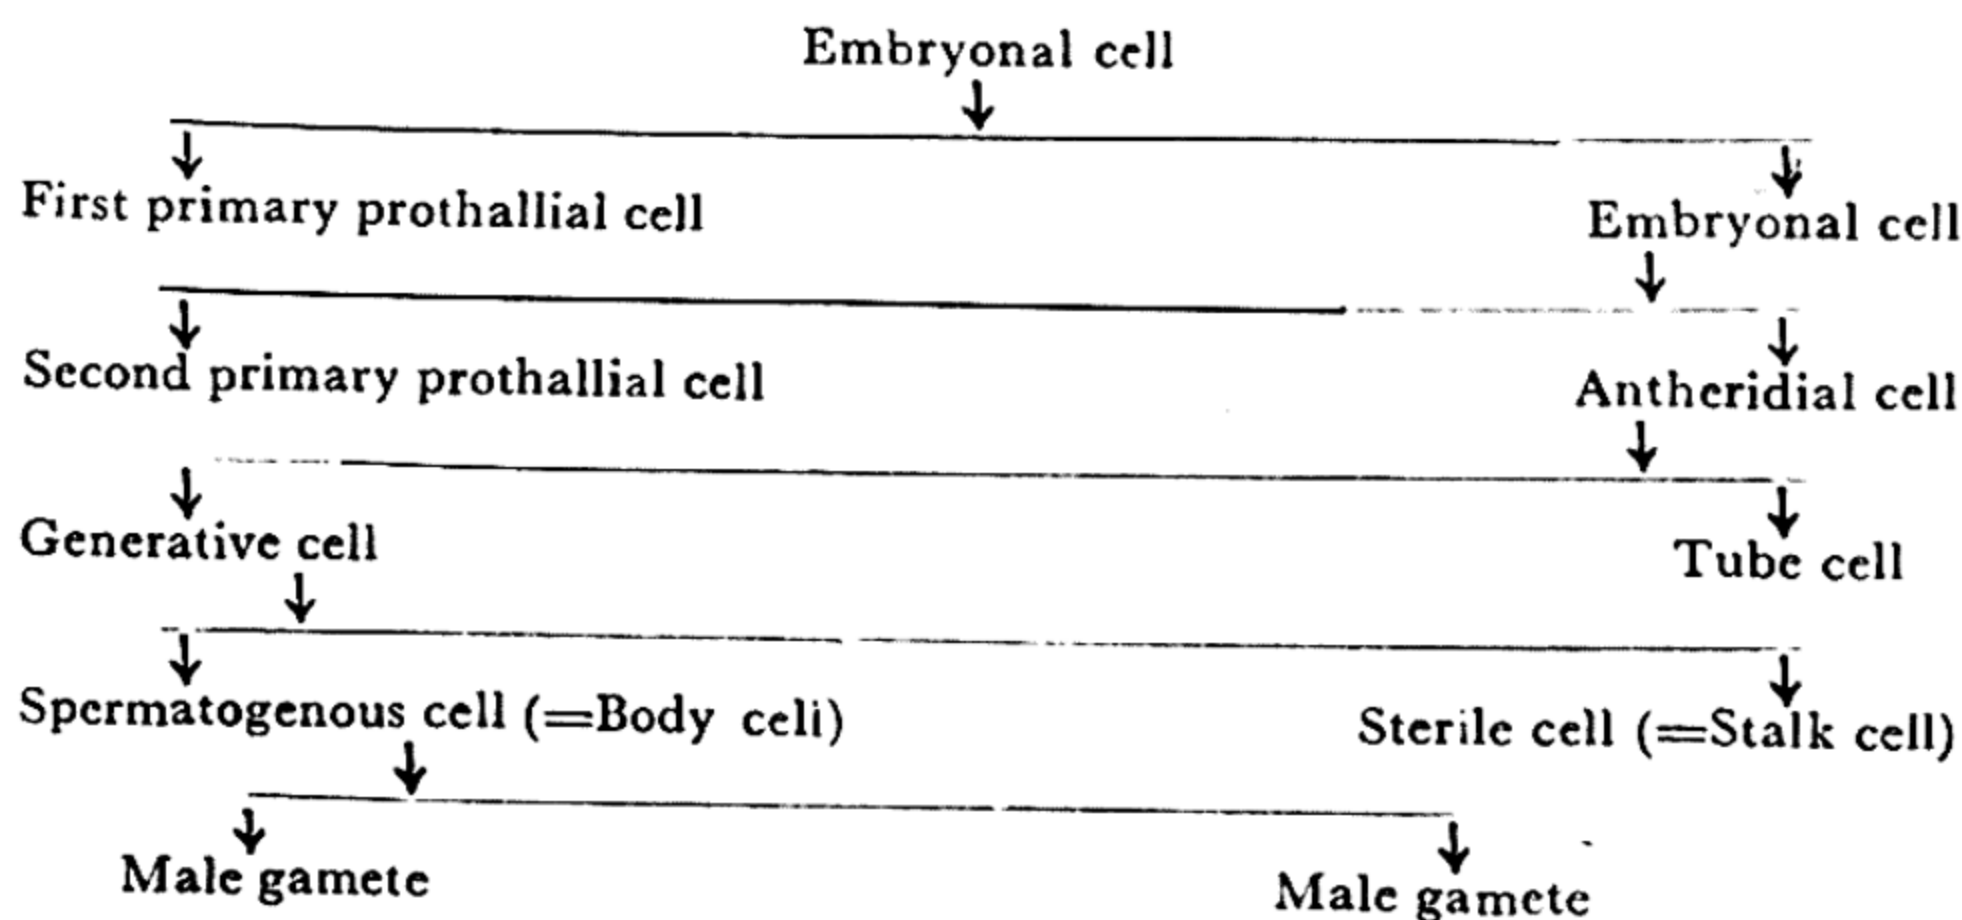 Embryonal cell
First primary prothallial cell Embryonal cell
Second primary prothallial cell Antheridial cell
Generative cell Tube cell
Spermatogenous cell (=Body celi) Sterile cell (=Stalk cell)
Male gamete Male gamete